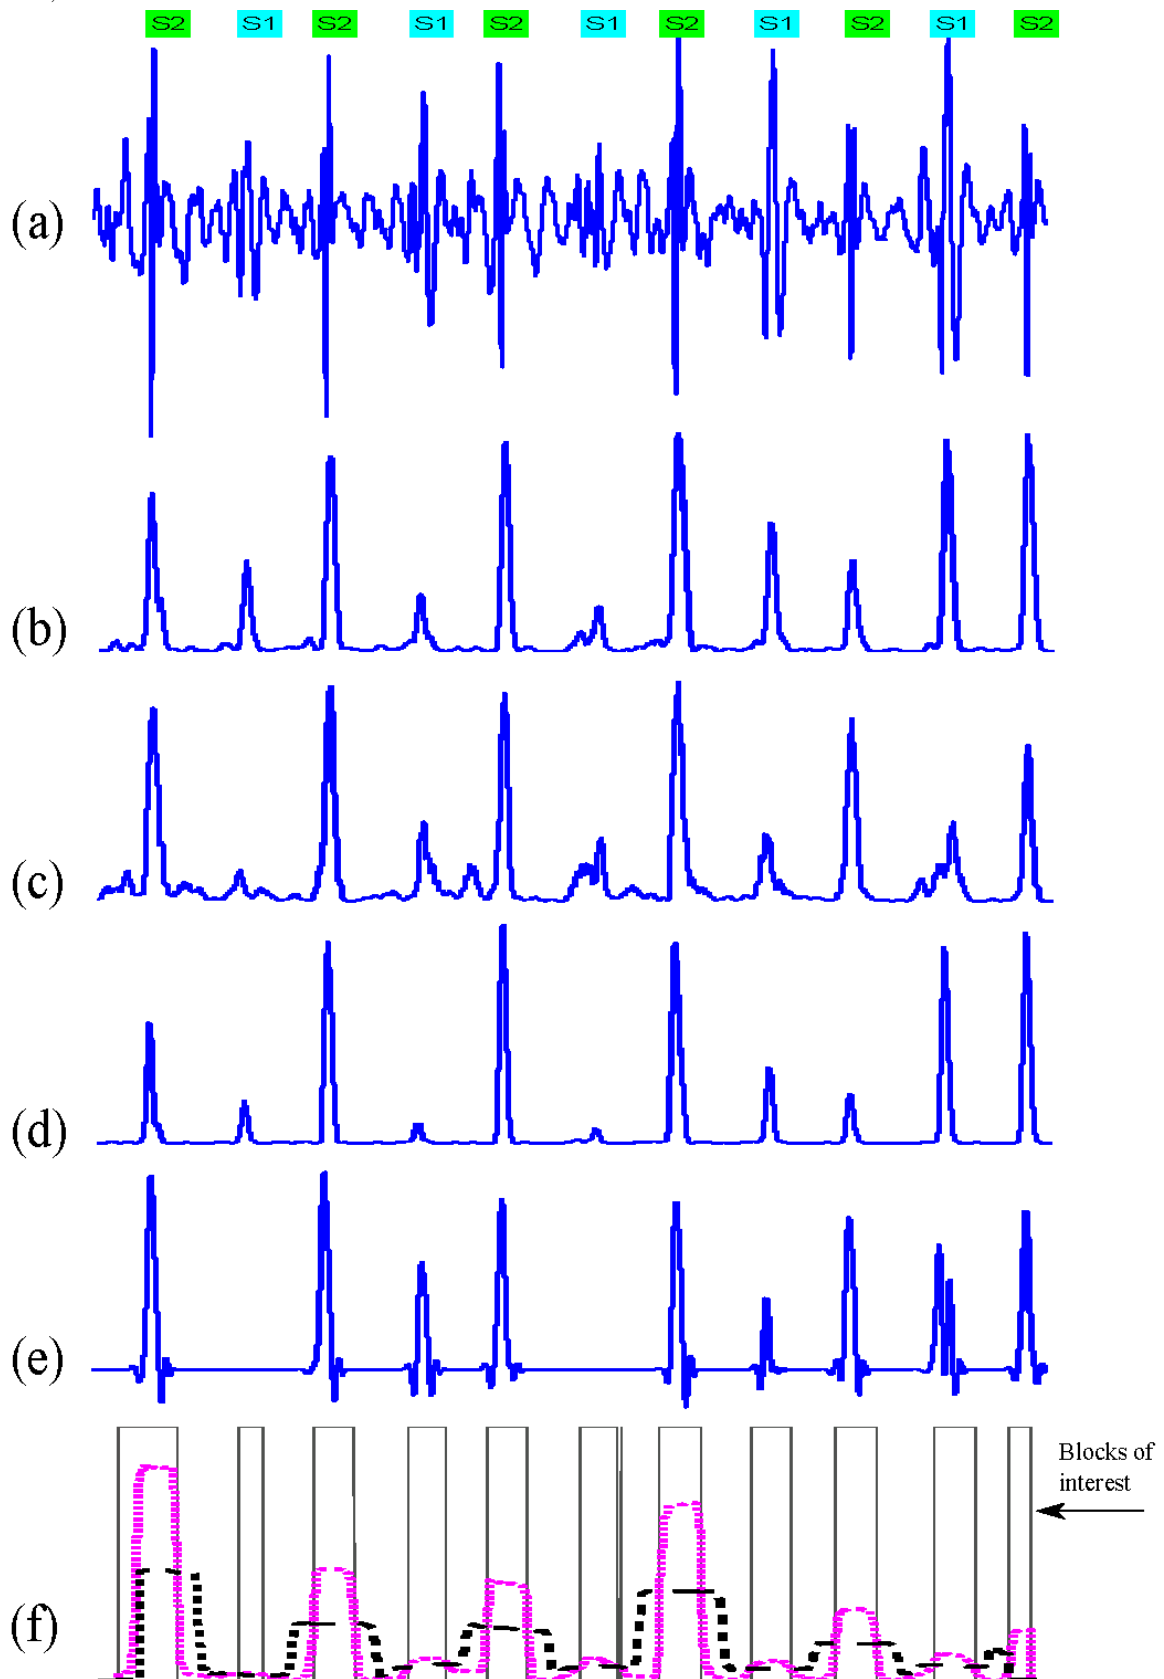 S2 S1 S2 S1 S2 S1 S2 S1 S2 S1 S2
(a)
(b)
(c)
(d)
(e)
Blocks of
interest
(f)